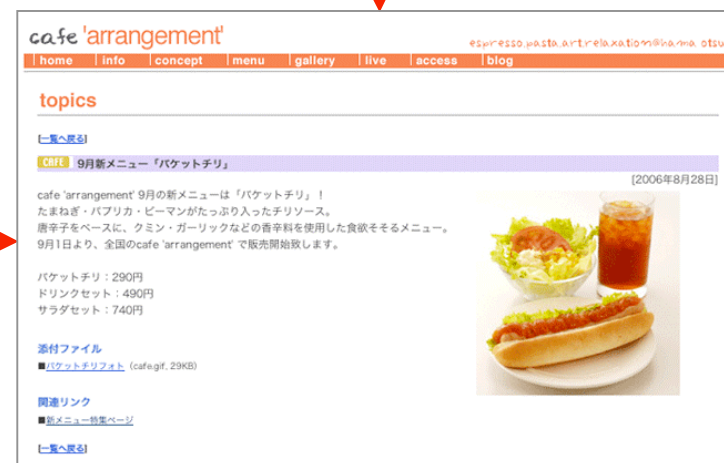 cafe 'arrangement'
espresso.pasta.art.relaxation@hama.otsu
home info concept menu gallery live access blog
topics
[一覧へ戻る]
CAFE 9月新メニュー「バケットチリ」
[2006年8月28日]
cafe 'arrangement' 9月の新メニューは「バケットチリ」！
たまねぎ・パプリカ・ピーマンがたっぷり入ったチリソース。
唐辛子をベースに、クミン・ガーリックなどの香辛料を使用した食欲そそるメニュー。
9月1日より、全国のcafe 'arrangement' で販売開始致します。
バケットチリ：290円
ドリンクセット：490円
サラダセット：740円
添付ファイル
■バケットチリフォト (cafe.gif, 29KB)
関連リンク
■新メニュー特集ページ
[一覧へ戻る]